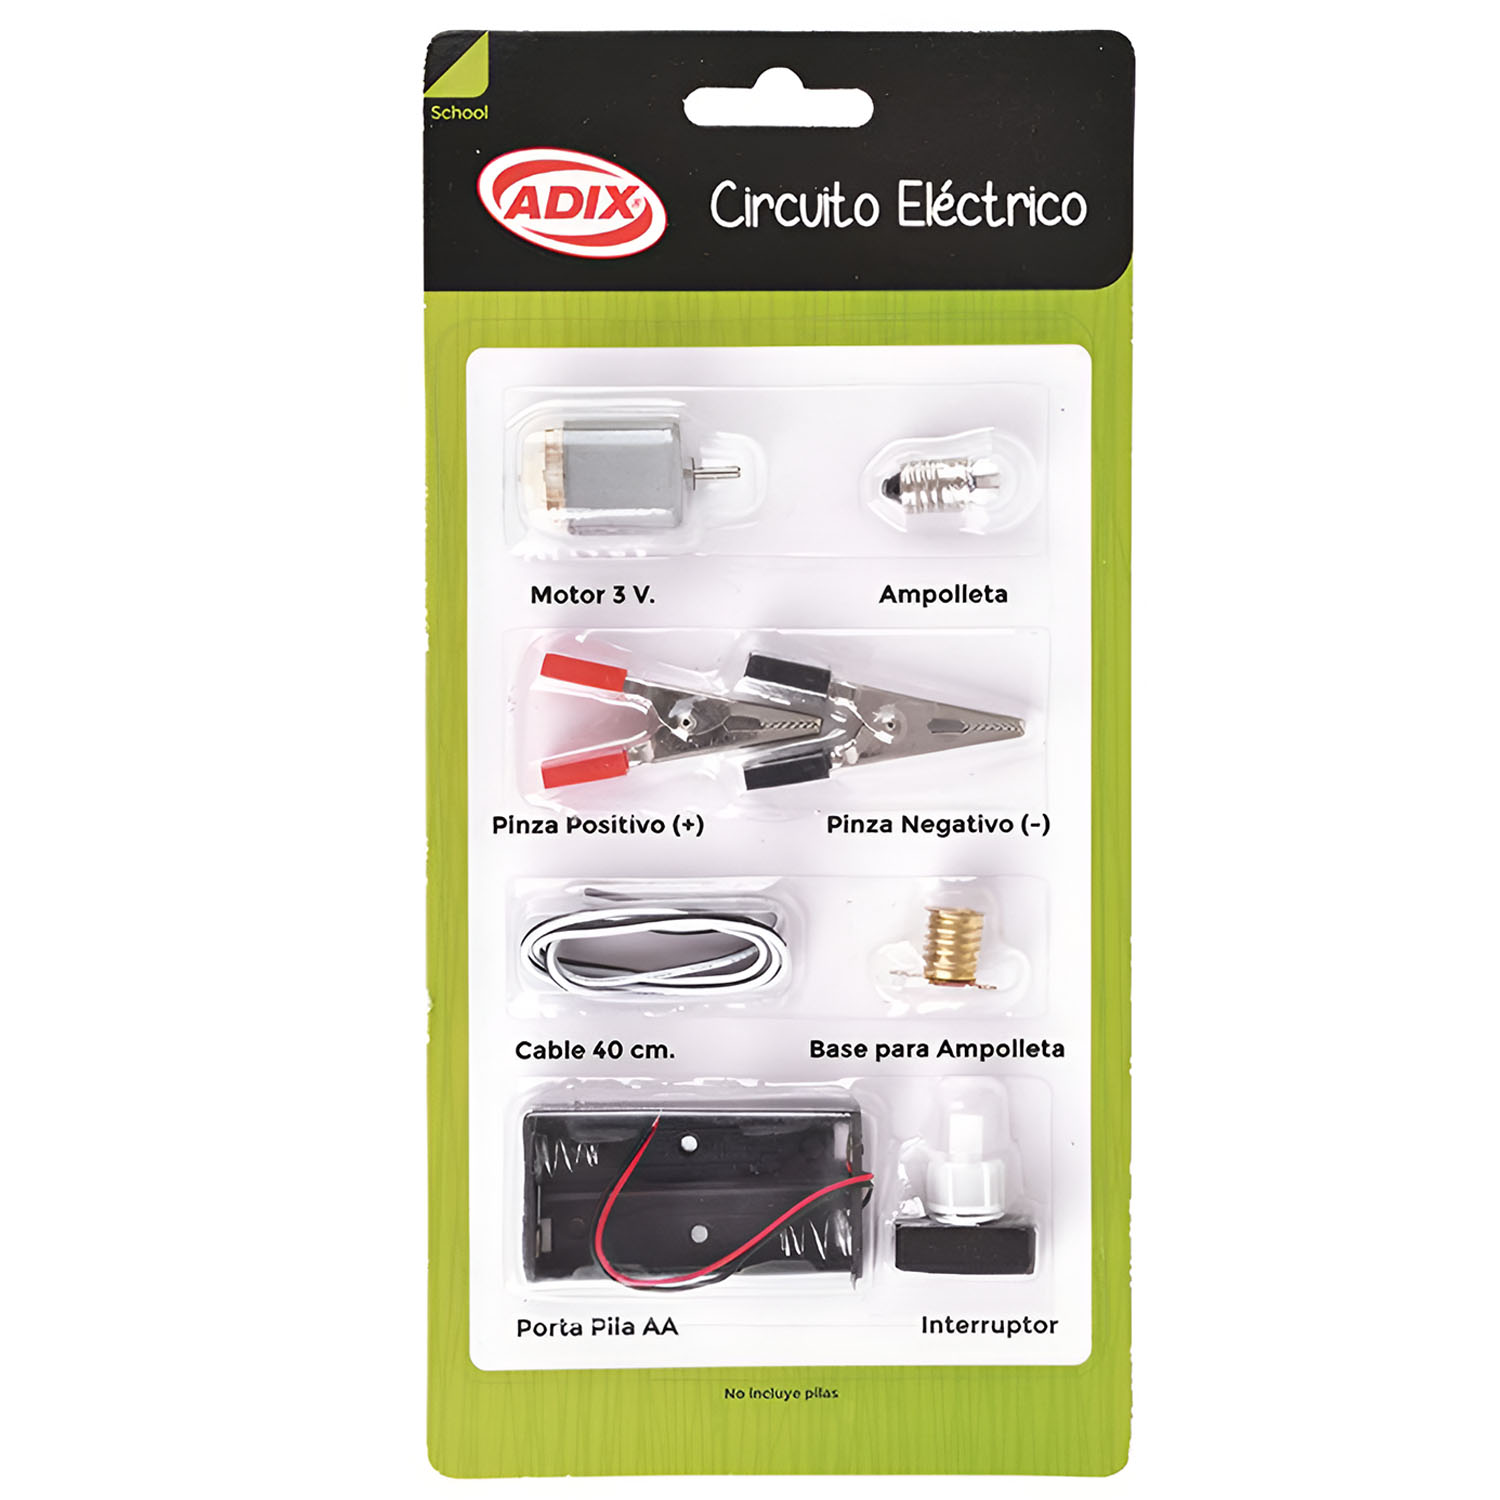 School
ADIX
Circuito Eléctrico
Motor 3 V.
Ampolleta
Pinza Positivo (+)
Pinza Negativo (-)
Cable 40 cm.
Base para Ampolleta
Porta Pila AA
Interruptor
No incluye pilas